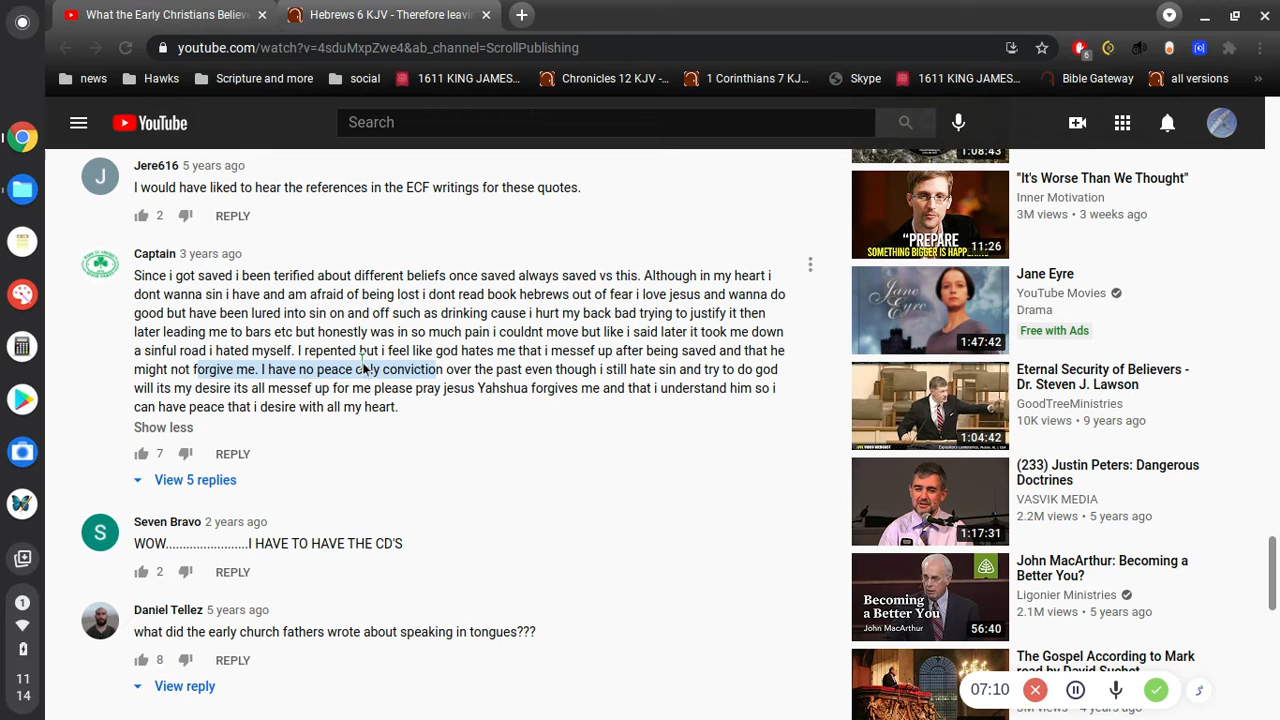 What the Early Christians Believ
Hebrews 6 KJV - Therefore leavi
youtube.com/watch?v=4sduMxpZwe4&ab_channel=ScrollPublishing
6
news
Hawks
Scripture and more
social
1611 KING JAMES...
Chronicles 12 KJV -...
1 Corinthians 7 KJ...
Skype
1611 KING JAMES...
Bible Gateway
all versions
»
YouTube
Search
J
Jere616 5 years ago
I would have liked to hear the references in the ECF writings for these quotes.
2 REPLY
Captain 3 years ago
Since i got saved i been terified about different beliefs once saved always saved vs this. Although in my heart i
dont wanna sin i have and am afraid of being lost i dont read book hebrews out of fear i love jesus and wanna do
good but have been lured into sin on and off such as drinking cause i hurt my back bad trying to justify it then
later leading me to bars etc but honestly was in so much pain i couldnt move but like i said later it took me down
a sinful road i hated myself. I repented but i feel like god hates me that i messef up after being saved and that he
might not forgive me. I have no peace only conviction over the past even though i still hate sin and try to do god
will its my desire its all messef up for me please pray jesus Yahshua forgives me and that i understand him so i
can have peace that i desire with all my heart.
Show less
7 REPLY
View 5 replies
S
Seven Bravo 2 years ago
WOW.........................I HAVE TO HAVE THE CD'S
2 REPLY
Daniel Tellez 5 years ago
what did the early church fathers wrote about speaking in tongues???
8 REPLY
View reply
1:08:43
"PREPARE
SOMETHING BIGGER IS
11:26
"It's Worse Than We Thought"
Inner Motivation
3M views • 3 weeks ago
JANE
EYRE
1:47:42
Jane Eyre
YouTube Movies
Drama
Free with Ads
1:04:42
Eternal Security of Believers -
Dr. Steven J. Lawson
GoodTreeMinistries
10K views • 9 years ago
1:17:31
(233) Justin Peters: Dangerous
Doctrines
VASVIK MEDIA
2.2M views • 5 years ago
Becoming
a Better You
John MacArthur
56:40
John MacArthur: Becoming a
Better You?
Ligonier Ministries
2.1M views • 5 years ago
The Gospel According to Mark
read by David Suchet
07:10
1
11
14